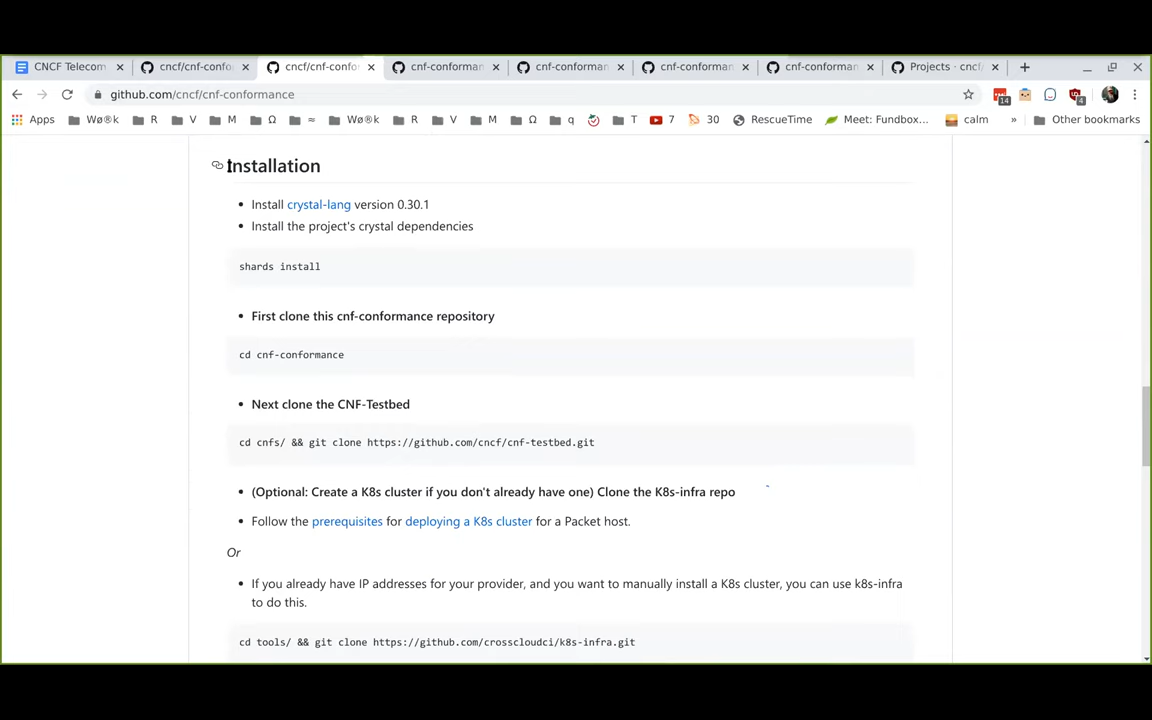 CNCF Telecom
cncf/cnf-confo
cncf/cnf-confo
cnf-conforman
cnf-conforman
cnf-conforman
cnf-conforman
Projects · cncf/
github.com/cncf/cnf-conformance
14
4
Apps
Wø®k
R
V
M
Ω
≈
Wø®k
R
V
M
Ω
q
T
7
30
RescueTime
Meet: Fundbox...
calm
»
Other bookmarks
Installation
• Install crystal-lang version 0.30.1
• Install the project's crystal dependencies
shards install
• First clone this cnf-conformance repository
cd cnf-conformance
• Next clone the CNF-Testbed
cd cnfs/ && git clone https://github.com/cncf/cnf-testbed.git
• (Optional: Create a K8s cluster if you don't already have one) Clone the K8s-infra repo
• Follow the prerequisites for deploying a K8s cluster for a Packet host.
Or
• If you already have IP addresses for your provider, and you want to manually install a K8s cluster, you can use k8s-infra
to do this.
cd tools/ && git clone https://github.com/crosscloudci/k8s-infra.git